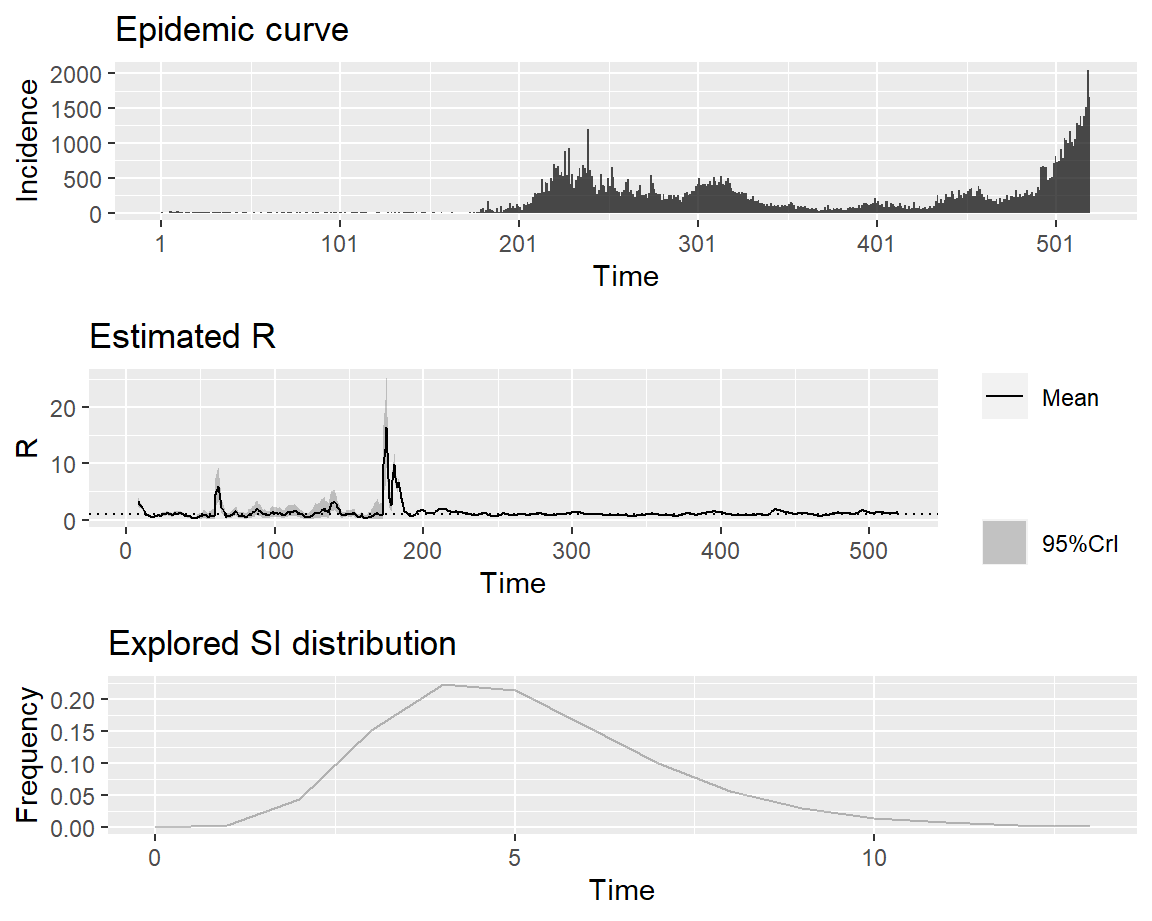 Epidemic curve
Incidence
2000
1500
1000
500
0
1 101 201 301 401 501
Time
Estimated R
R
20
10
0
0 100 200 300 400 500
Time
Mean
95%CrI
Explored SI distribution
Frequency
0.20
0.15
0.10
0.05
0.00
0 5 10
Time